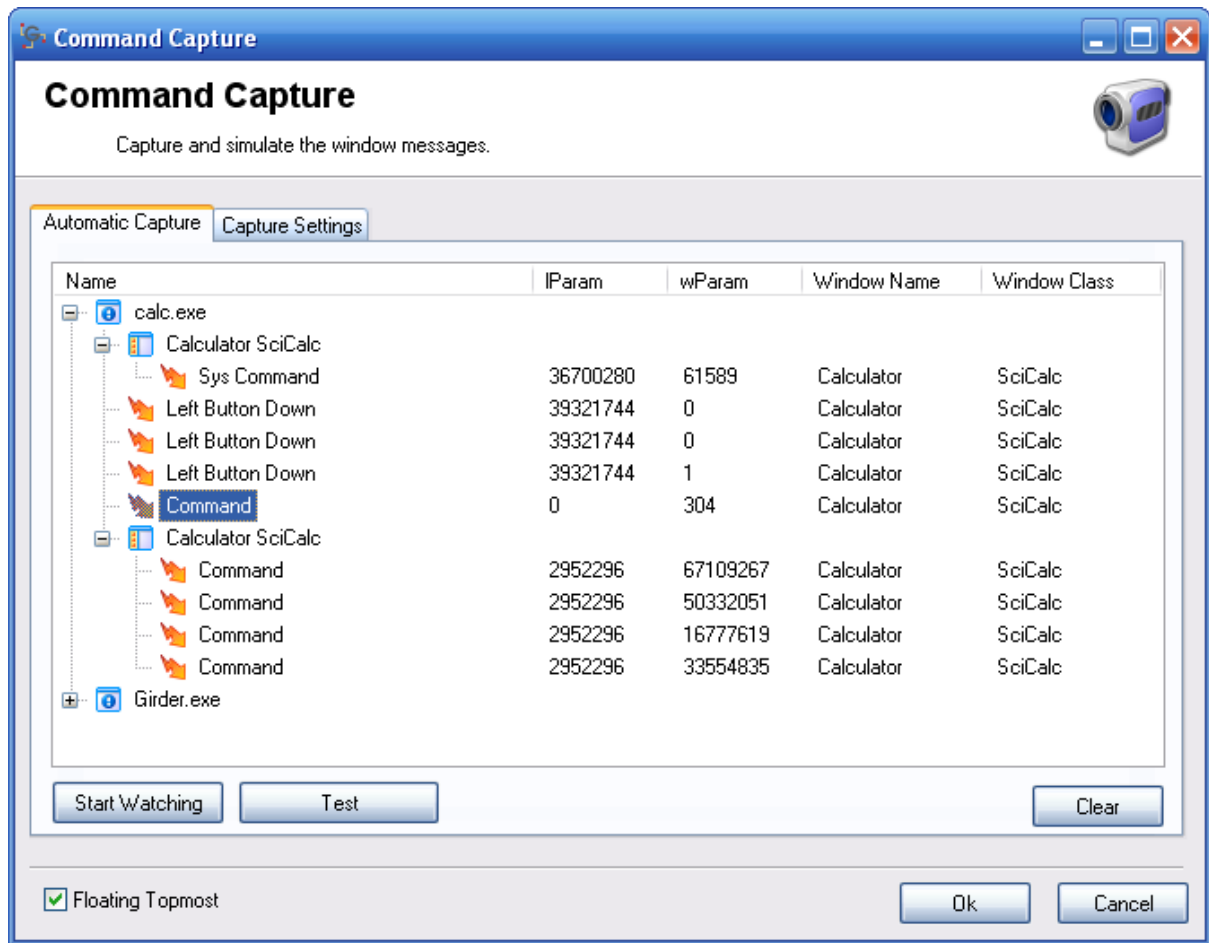 Command Capture
Command Capture
Capture and simulate the window messages.
Automatic Capture Capture Settings
Name lParam wParam Window Name Window Class
calc.exe
Calculator SciCalc
Sys Command 36700280 61589 Calculator SciCalc
Left Button Down 39321744 0 Calculator SciCalc
Left Button Down 39321744 0 Calculator SciCalc
Left Button Down 39321744 1 Calculator SciCalc
Command 0 304 Calculator SciCalc
Calculator SciCalc
Command 2952296 67109267 Calculator SciCalc
Command 2952296 50332051 Calculator SciCalc
Command 2952296 16777619 Calculator SciCalc
Command 2952296 33554835 Calculator SciCalc
Girder.exe
Start Watching Test Clear
Floating Topmost Ok Cancel